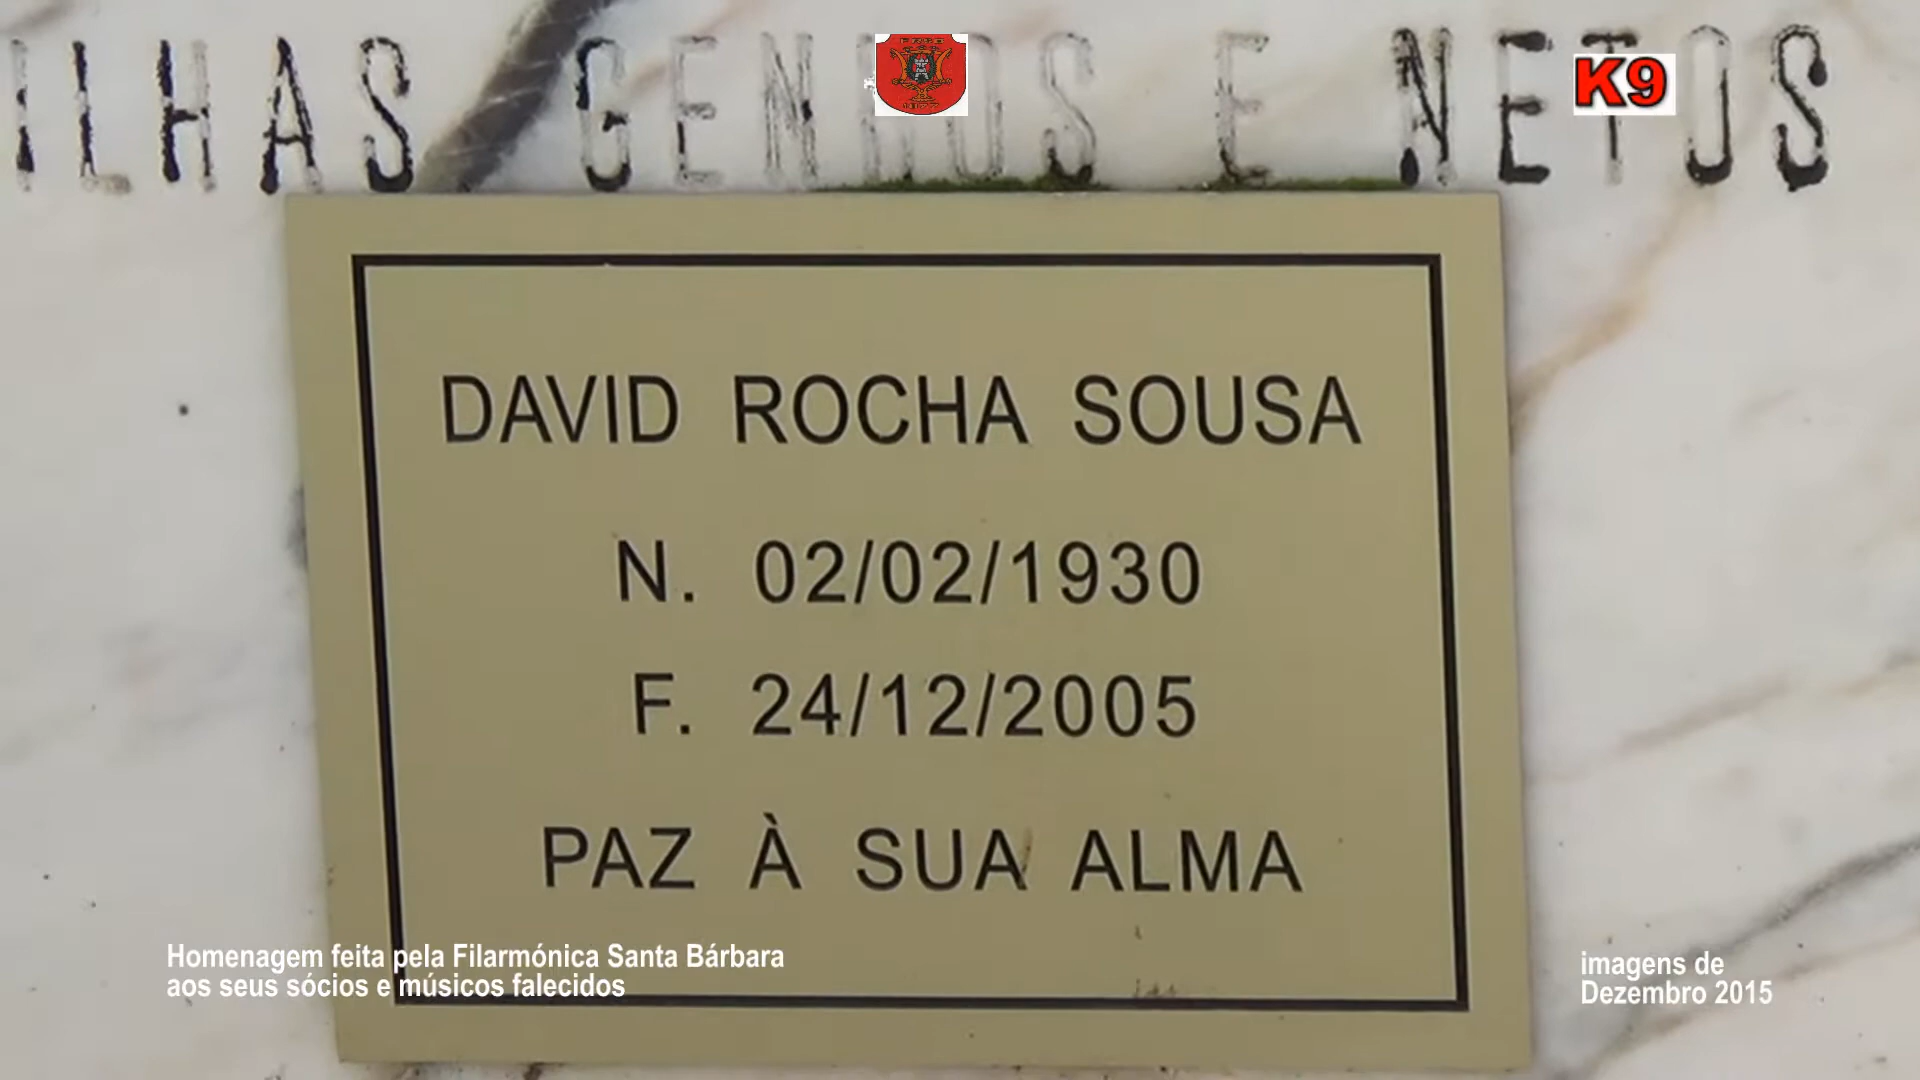 ILHAS GENROS E NETOS
K9
DAVID ROCHA SOUSA
N. 02/02/1930
F. 24/12/2005
PAZ À SUA ALMA
Homenagem feita pela Filarmónica Santa Bárbara
aos seus sócios e músicos falecidos
imagens de
Dezembro 2015